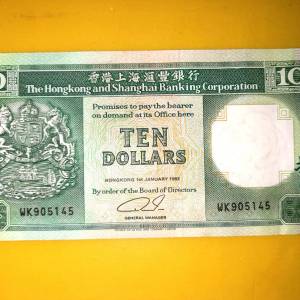 10
香港上海滙豐銀行
The Hongkong and Shanghai Banking Corporation
Promises to pay the bearer
on demand at its Office here
TEN
DOLLARS
HONGKONG 1st JANUARY
By order of the Board of Directors
GENERAL MANAGER
WK905145
WK905145